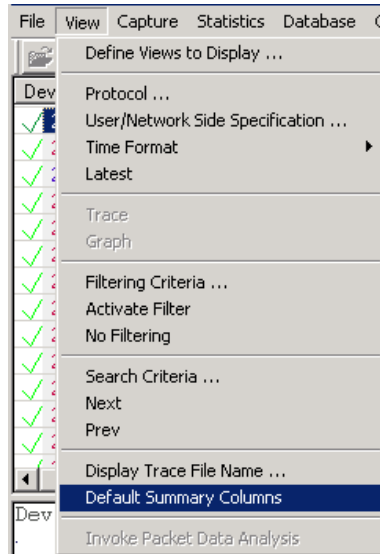 File View Capture Statistics Database
Define Views to Display ...
Dev
Protocol ...
User/Network Side Specification ...
Time Format
Latest
Trace
Graph
Filtering Criteria ...
Activate Filter
No Filtering
Search Criteria ...
Next
Prev
Display Trace File Name ...
Default Summary Columns
Dev
Invoke Packet Data Analysis